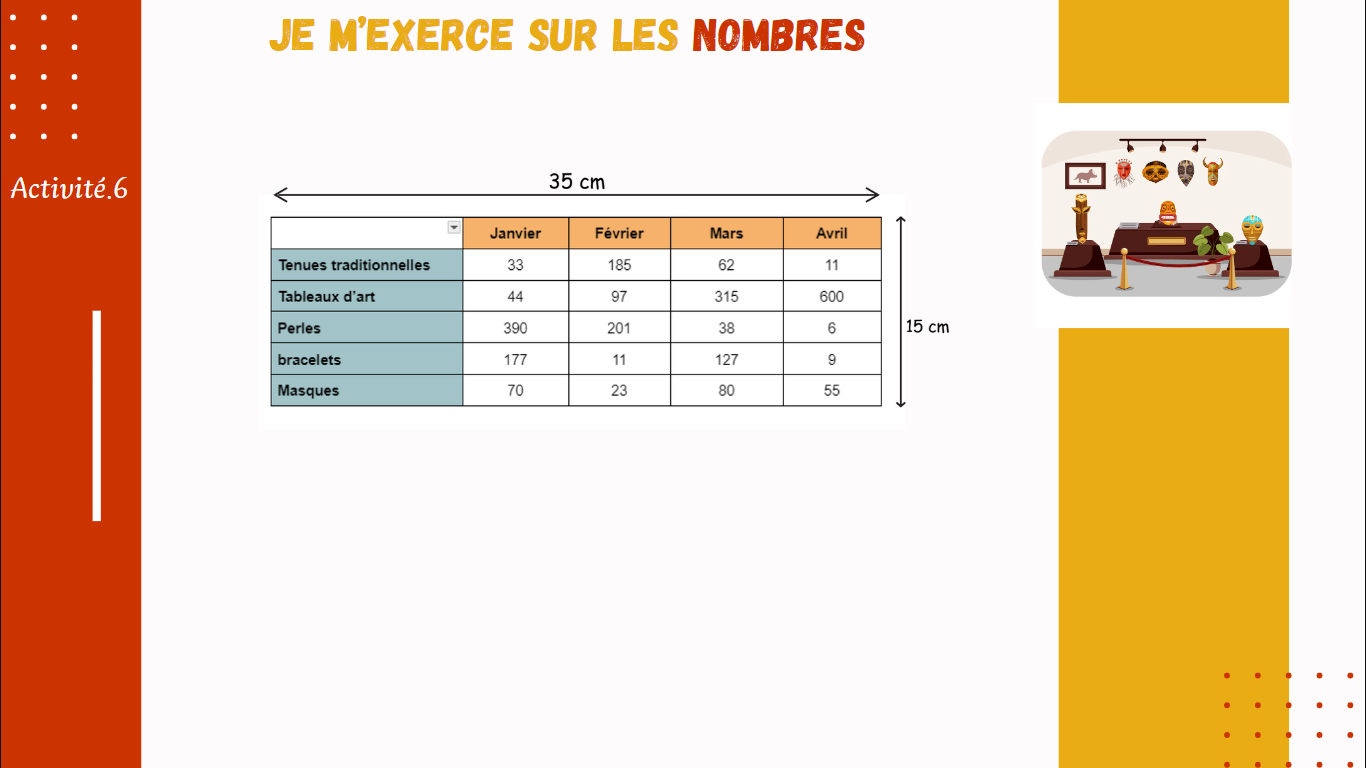 JE M'EXERCE SUR LES NOMBRES
Activité.6
35 cm
Janvier Février Mars Avril
Tenues traditionnelles 33 185 62 11
Tableaux d'art 44 97 315 600
Perles 390 201 38 6
15 cm
bracelets 177 11 127 9
Masques 70 23 80 55